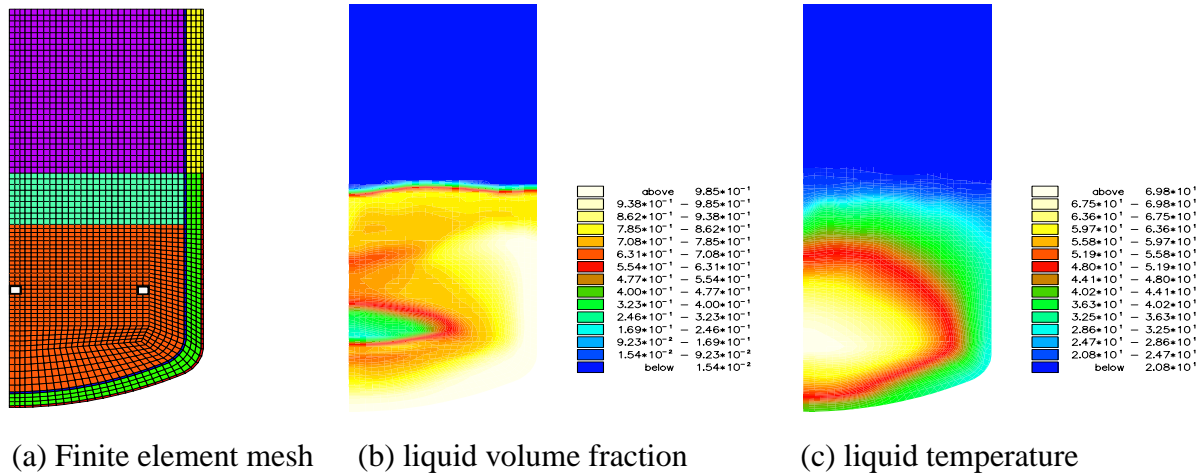 above 9.85*10⁻¹
9.38*10⁻¹ – 9.85*10⁻¹
8.62*10⁻¹ – 9.38*10⁻¹
7.85*10⁻¹ – 8.62*10⁻¹
7.08*10⁻¹ – 7.85*10⁻¹
6.31*10⁻¹ – 7.08*10⁻¹
5.54*10⁻¹ – 6.31*10⁻¹
4.77*10⁻¹ – 5.54*10⁻¹
4.00*10⁻¹ – 4.77*10⁻¹
3.23*10⁻¹ – 4.00*10⁻¹
2.46*10⁻¹ – 3.23*10⁻¹
1.69*10⁻¹ – 2.46*10⁻¹
9.23*10⁻² – 1.69*10⁻¹
1.54*10⁻² – 9.23*10⁻²
below 1.54*10⁻²
above 6.98*10¹
6.75*10¹ – 6.98*10¹
6.36*10¹ – 6.75*10¹
5.97*10¹ – 6.36*10¹
5.58*10¹ – 5.97*10¹
5.19*10¹ – 5.58*10¹
4.80*10¹ – 5.19*10¹
4.41*10¹ – 4.80*10¹
4.02*10¹ – 4.41*10¹
3.63*10¹ – 4.02*10¹
3.25*10¹ – 3.63*10¹
2.86*10¹ – 3.25*10¹
2.47*10¹ – 2.86*10¹
2.08*10¹ – 2.47*10¹
below 2.08*10¹
(a) Finite element mesh
(b) liquid volume fraction
(c) liquid temperature